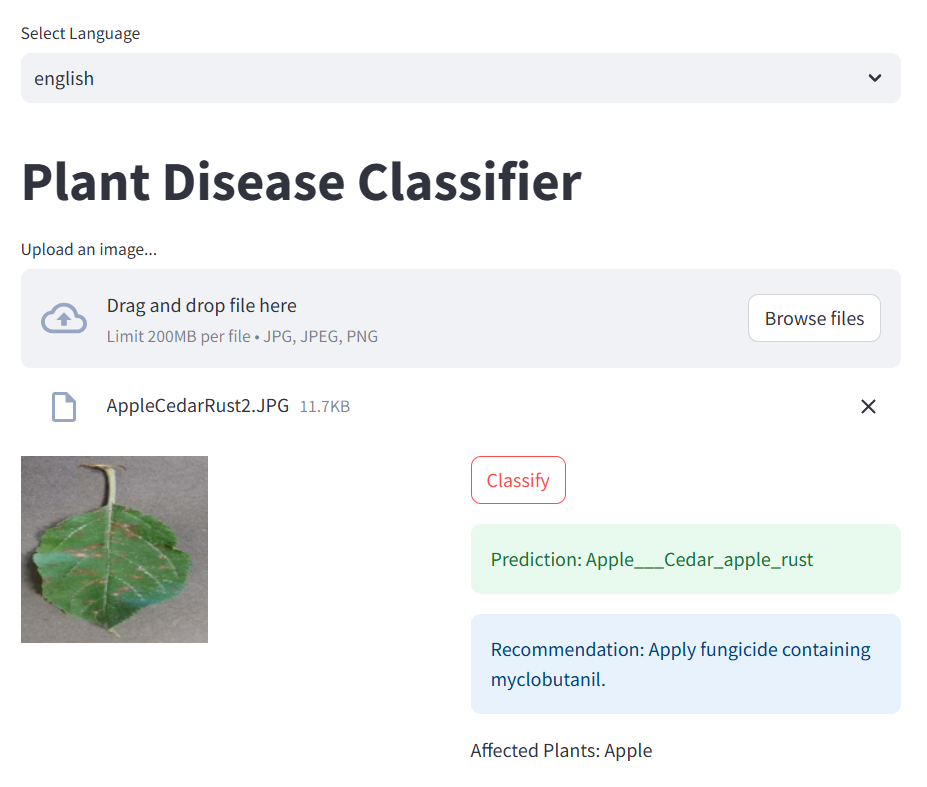 Select Language
english
Plant Disease Classifier
Upload an image...
Drag and drop file here
Limit 200MB per file • JPG, JPEG, PNG
Browse files
AppleCedarRust2.JPG 11.7KB
Classify
Prediction: Apple___Cedar_apple_rust
Recommendation: Apply fungicide containing
myclobutanil.
Affected Plants: Apple